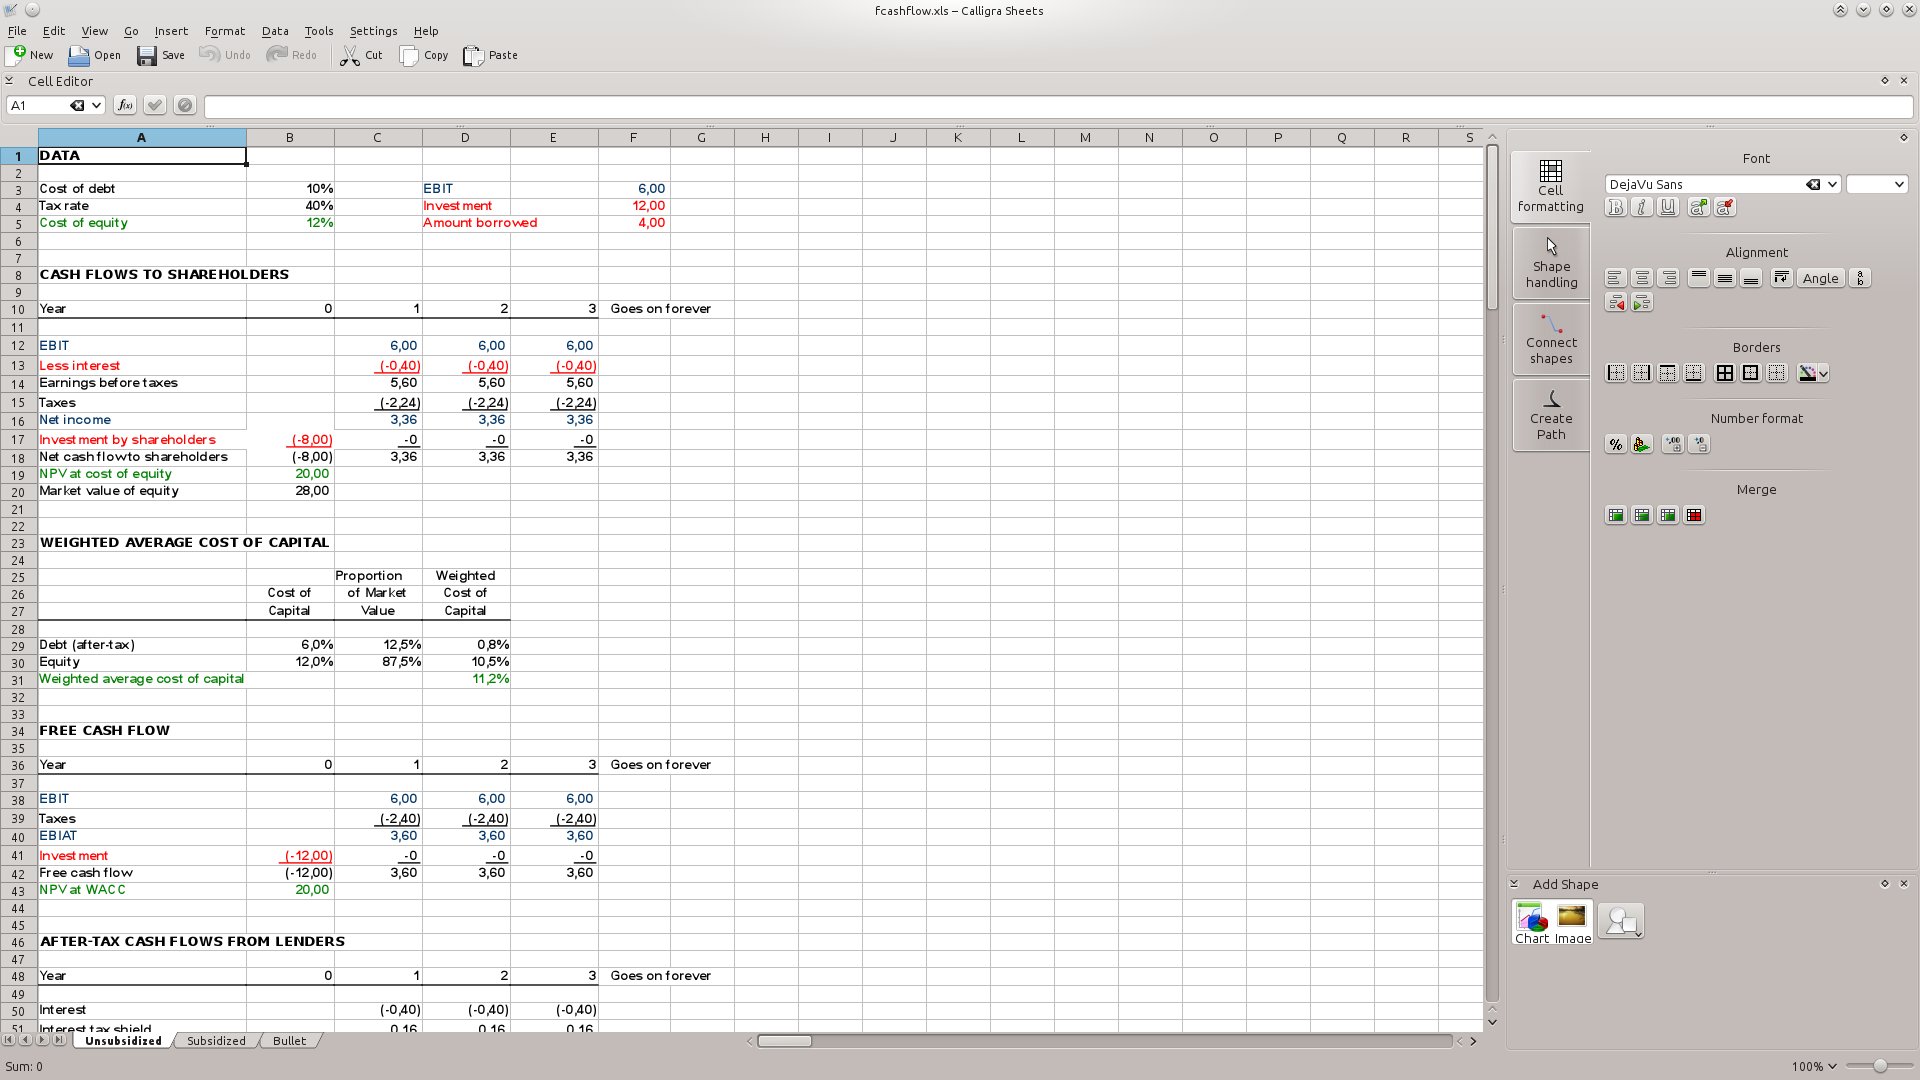 fcashflow.xls – Calligra Sheets
File Edit View Go Insert Format Data Tools Settings Help
New Open Save Undo Redo Cut Copy Paste
Cell Editor
A1 f(x)
A B C D E F G H I J K L M N O P Q R S
1 DATA
2
3 Cost of debt 10% EBIT 6,00
4 Tax rate 40% Investment 12,00
5 Cost of equity 12% Amount borrowed 4,00
6
7
8 CASH FLOWS TO SHAREHOLDERS
9
10 Year 0 1 2 3 Goes on forever
11
12 EBIT 6,00 6,00 6,00
13 Less interest (-0,40) (-0,40) (-0,40)
14 Earnings before taxes 5,60 5,60 5,60
15 Taxes (-2,24) (-2,24) (-2,24)
16 Net income 3,36 3,36 3,36
17 Investment by shareholders (-8,00) -0 -0 -0
18 Net cash flow to shareholders (-8,00) 3,36 3,36 3,36
19 NPV at cost of equity 20,00
20 Market value of equity 28,00
21
22
23 WEIGHTED AVERAGE COST OF CAPITAL
24
25 Proportion Weighted
26 Cost of of Market Cost of
27 Capital Value Capital
28
29 Debt (after-tax) 6,0% 12,5% 0,8%
30 Equity 12,0% 87,5% 10,5%
31 Weighted average cost of capital 11,2%
32
33
34 FREE CASH FLOW
35
36 Year 0 1 2 3 Goes on forever
37
38 EBIT 6,00 6,00 6,00
39 Taxes (-2,40) (-2,40) (-2,40)
40 EBIAT 3,60 3,60 3,60
41 Investment (-12,00) -0 -0 -0
42 Free cash flow (-12,00) 3,60 3,60 3,60
43 NPV at WACC 20,00
44
45
46 AFTER-TAX CASH FLOWS FROM LENDERS
47
48 Year 0 1 2 3 Goes on forever
49
50 Interest (-0,40) (-0,40) (-0,40)
51 Interest tax shield 0,16 0,16 0,16
Unsubsidized Subsidized Bullet
Sum: 0
100%
Cell
formatting
Shape
handling
Connect
shapes
Create
Path
Font
DejaVu Sans
B i U a a
Alignment
Angle
Borders
Number format
%
Merge
Add Shape
Chart Image